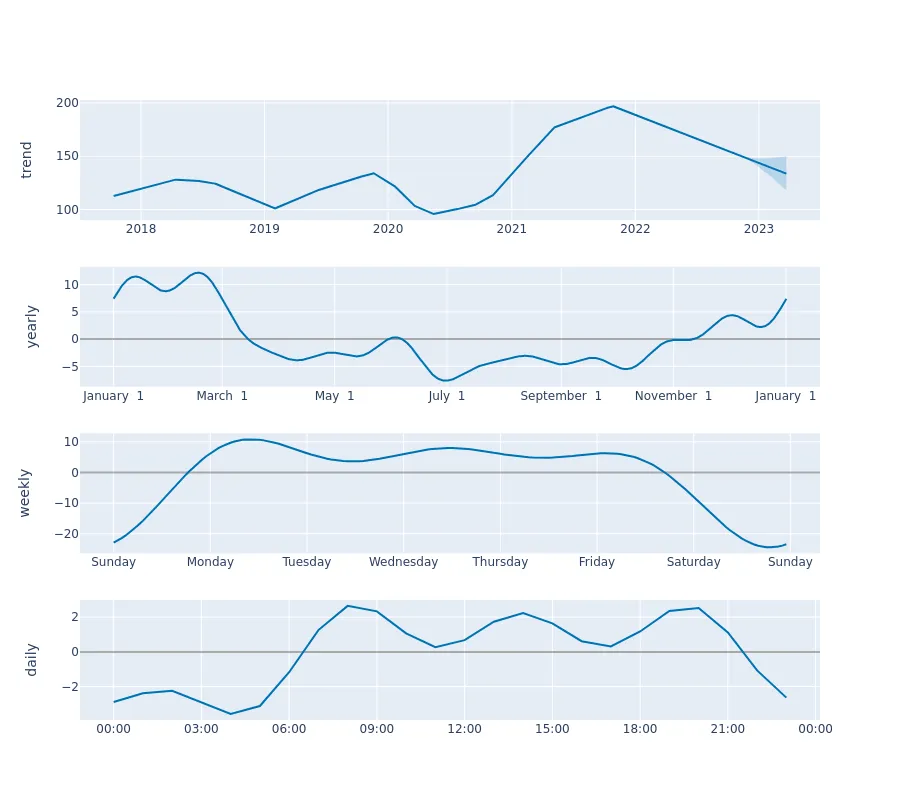 trend
200
150
100
2018 2019 2020 2021 2022 2023
yearly
10
5
0
−5
January 1 March 1 May 1 July 1 September 1 November 1 January 1
weekly
10
0
−10
−20
Sunday Monday Tuesday Wednesday Thursday Friday Saturday Sunday
daily
2
0
−2
00:00 03:00 06:00 09:00 12:00 15:00 18:00 21:00 00:00